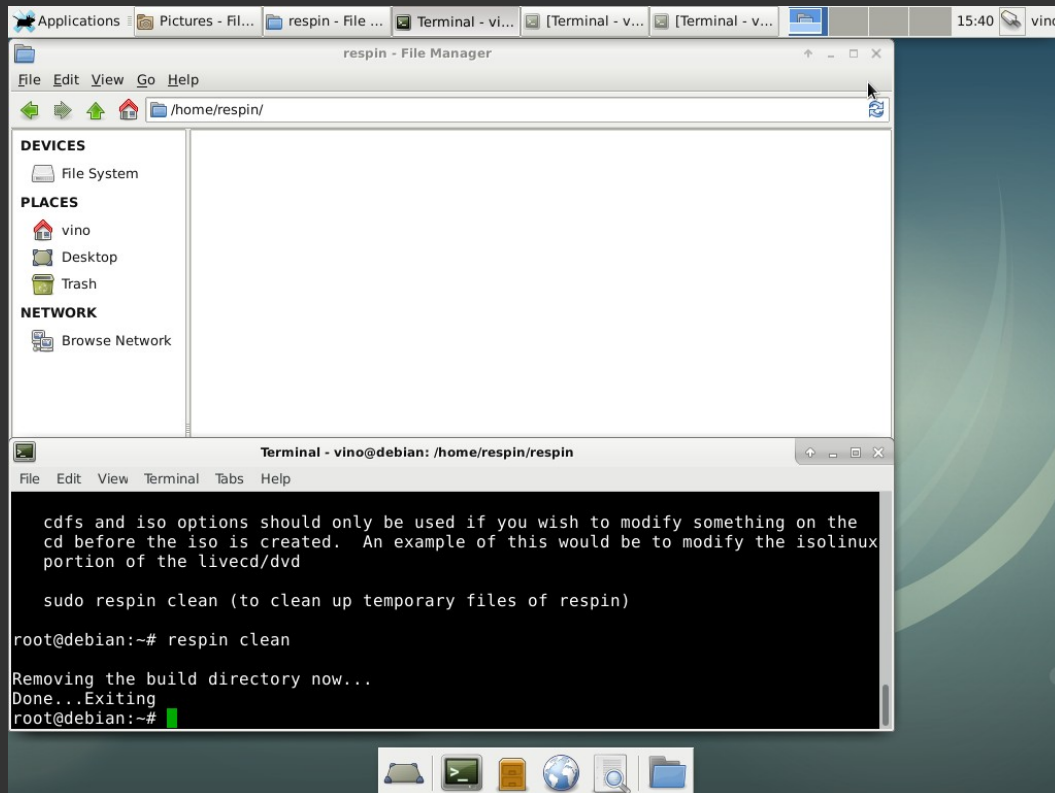 Applications
Pictures - Fil...
respin - File ...
Terminal - vi...
[Terminal - v...
[Terminal - v...
15:40
vino
respin - File Manager
File Edit View Go Help
/home/respin/
DEVICES
File System
PLACES
vino
Desktop
Trash
NETWORK
Browse Network
Terminal - vino@debian: /home/respin/respin
File Edit View Terminal Tabs Help
cdfs and iso options should only be used if you wish to modify something on the
cd before the iso is created.  An example of this would be to modify the isolinux
portion of the livecd/dvd
sudo respin clean (to clean up temporary files of respin)
root@debian:~# respin clean
Removing the build directory now...
Done...Exiting
root@debian:~#